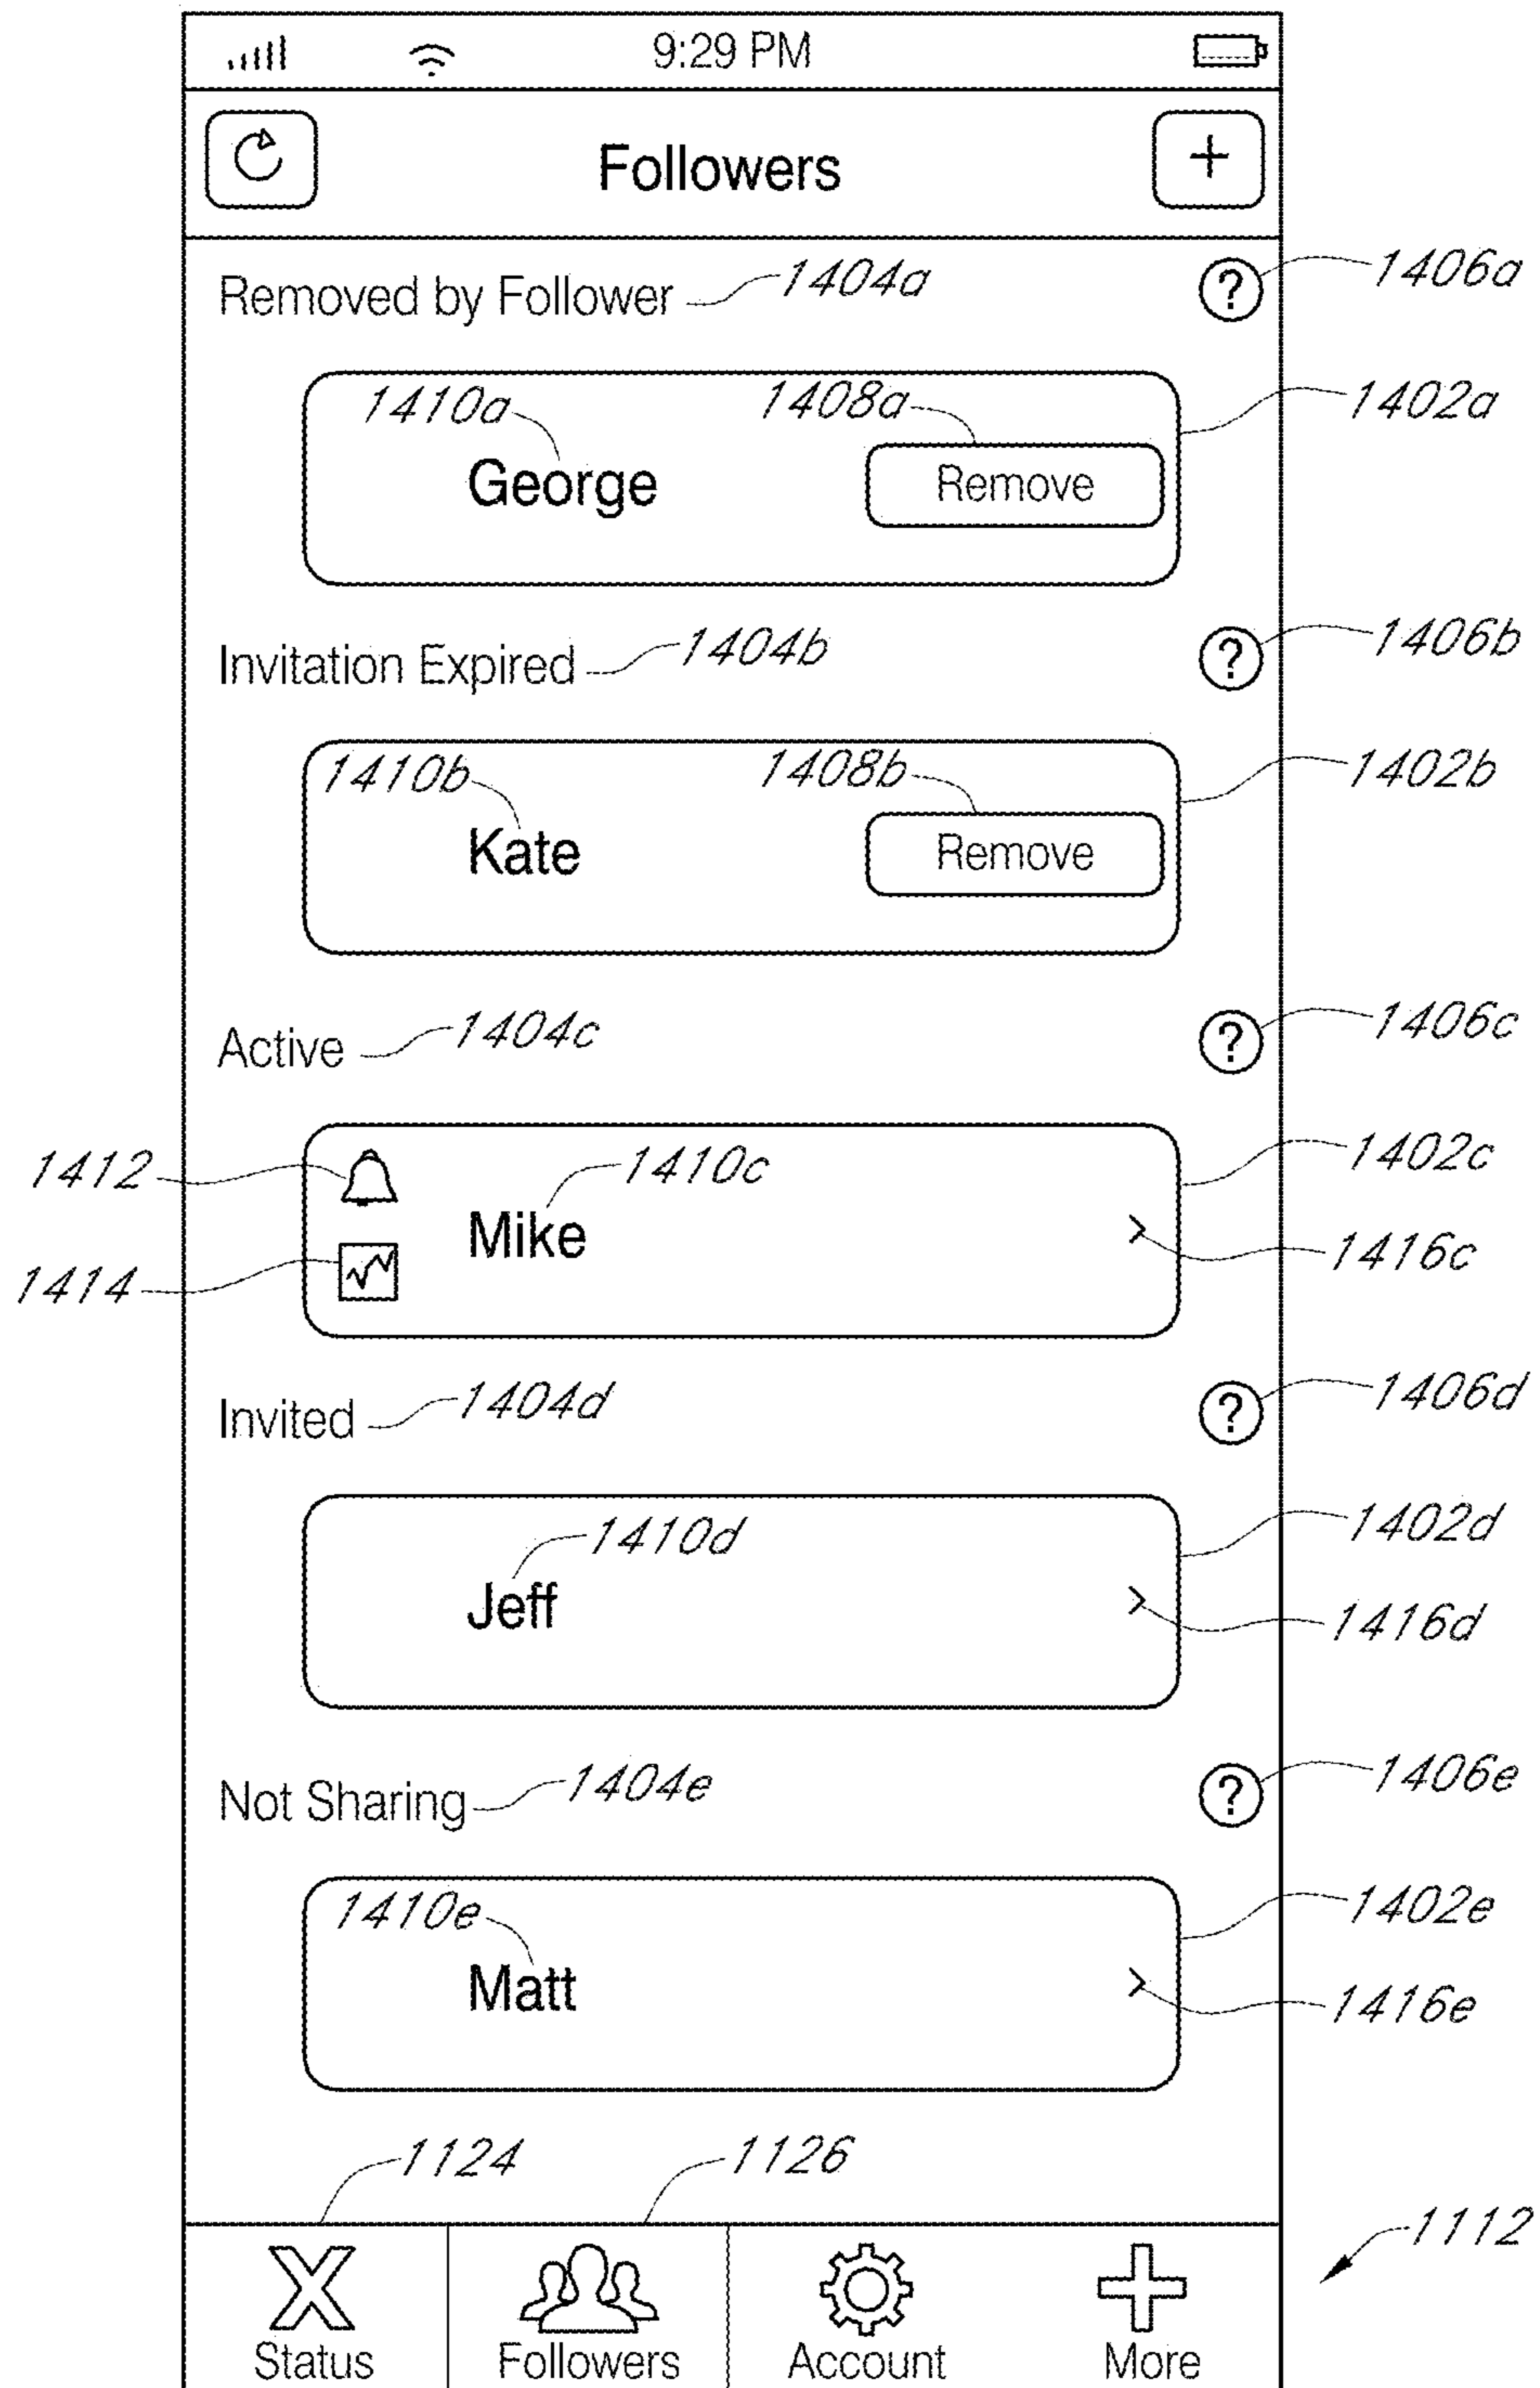 9:29 PM
Followers +
Removed by Follower 1404a ? 1406a
1410a 1408a 1402a
George Remove
Invitation Expired 1404b ? 1406b
1410b 1408b 1402b
Kate Remove
Active 1404c ? 1406c
1412 1410c 1402c
Mike > 1416c
1414
Invited 1404d ? 1406d
1410d 1402d
Jeff > 1416d
Not Sharing 1404e ? 1406e
1410e 1402e
Matt > 1416e
1124 1126
1112
X
Status Followers Account More